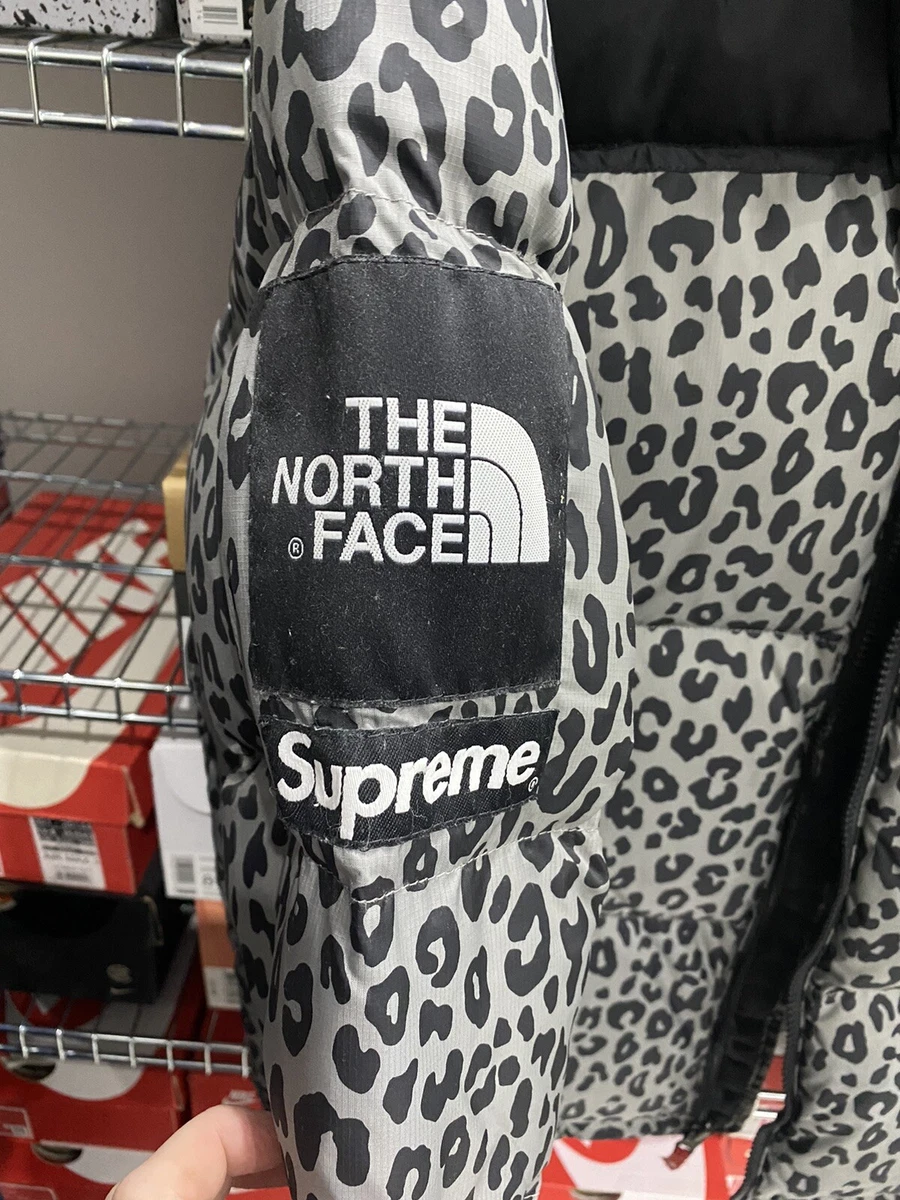 THE
NORTH
® FACE
Supreme®